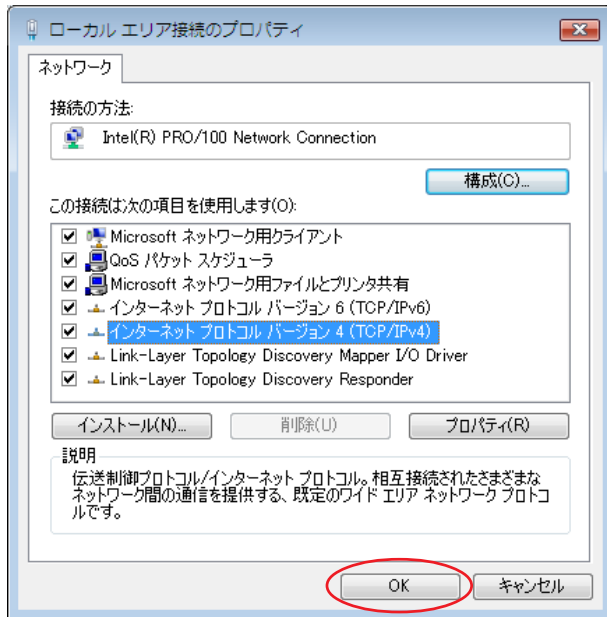 ローカル エリア接続のプロパティ
ネットワーク
接続の方法:
Intel(R) PRO/100 Network Connection
構成(C)...
この接続は次の項目を使用します(O):
Microsoft ネットワーク用クライアント
QoS パケット スケジューラ
Microsoft ネットワーク用ファイルとプリンタ共有
インターネット プロトコル バージョン 6 (TCP/IPv6)
インターネット プロトコル バージョン 4 (TCP/IPv4)
Link-Layer Topology Discovery Mapper I/O Driver
Link-Layer Topology Discovery Responder
インストール(N)... 削除(U) プロパティ(R)
説明
伝送制御プロトコル/インターネット プロトコル。相互接続されたさまざまな
ネットワーク間の通信を提供する、既定のワイド エリア ネットワーク プロトコ
ルです。
OK キャンセル